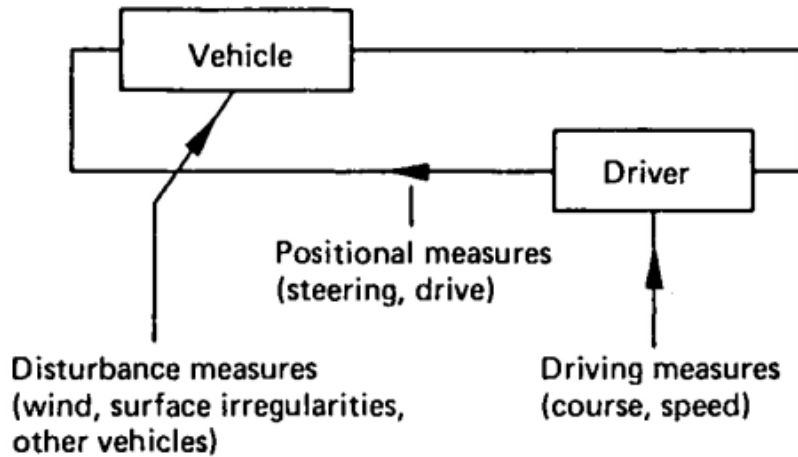 Vehicle
Driver
Positional measures
(steering, drive)
Disturbance measures
(wind, surface irregularities,
other vehicles)
Driving measures
(course, speed)